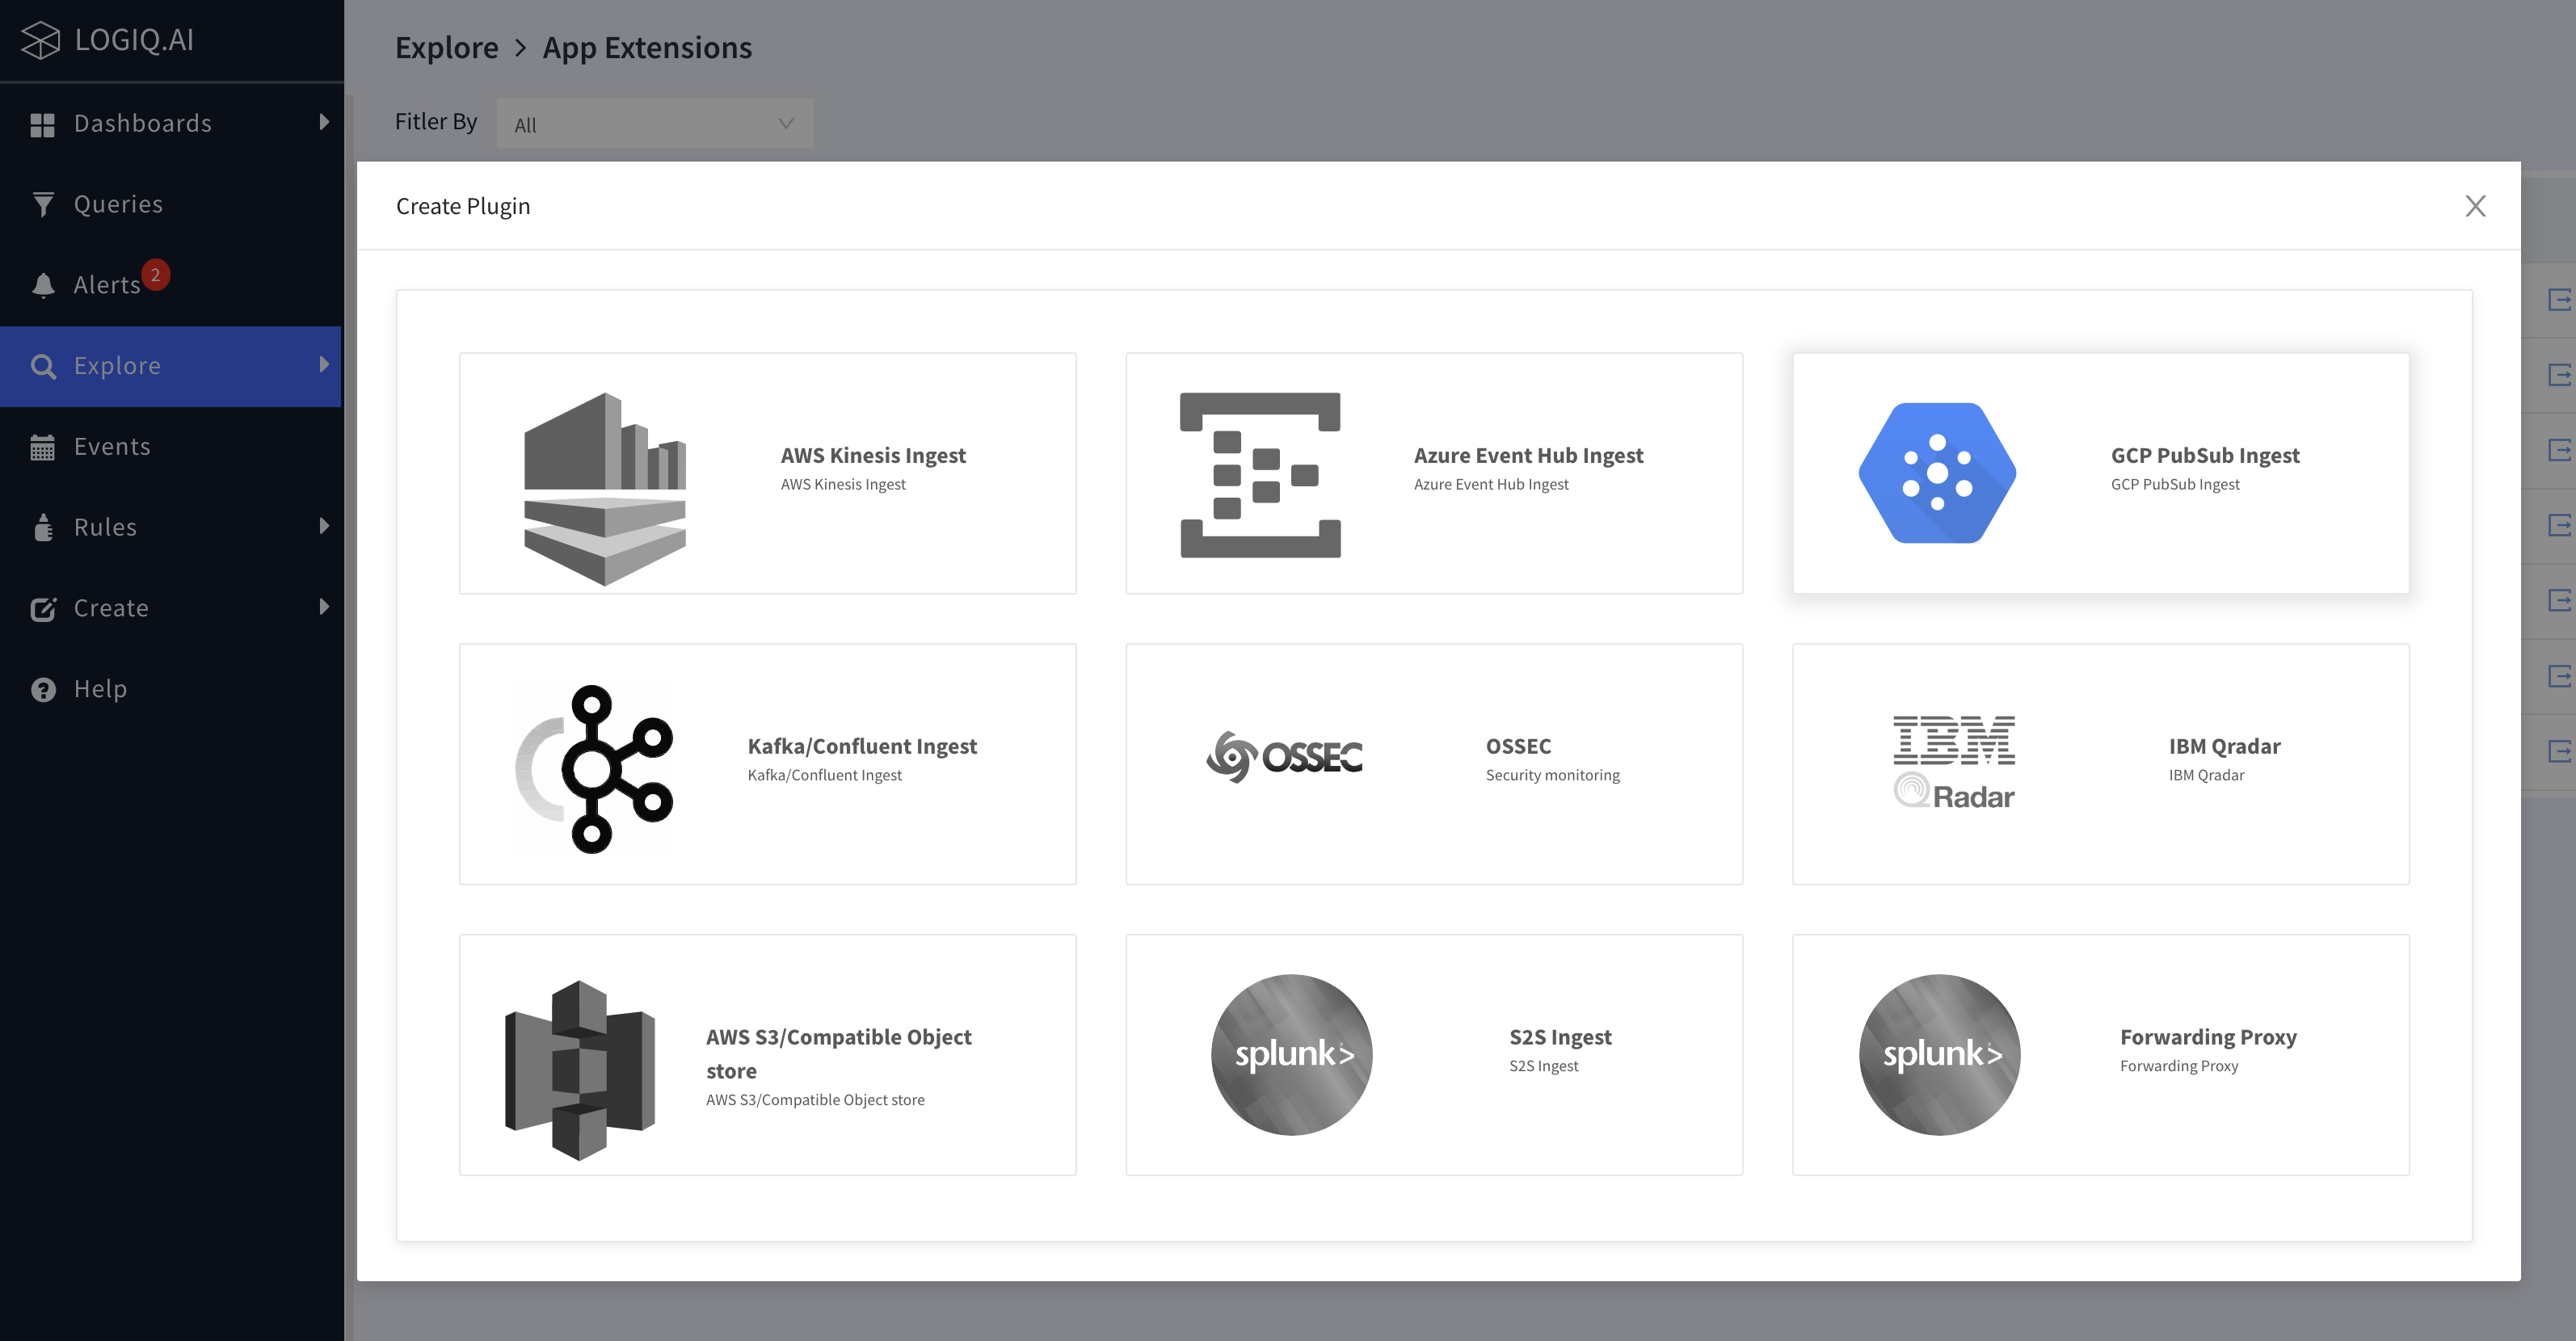 LOGIQ.AI
Dashboards
Queries
Alerts 2
Explore
Events
Rules
Create
Help
Explore > App Extensions
Fitler By All
Create Plugin
AWS Kinesis Ingest
AWS Kinesis Ingest
Azure Event Hub Ingest
Azure Event Hub Ingest
GCP PubSub Ingest
GCP PubSub Ingest
Kafka/Confluent Ingest
Kafka/Confluent Ingest
OSSEC
OSSEC
Security monitoring
IBM
QRadar
IBM Qradar
IBM Qradar
AWS S3/Compatible Object
store
AWS S3/Compatible Object store
splunk>
S2S Ingest
S2S Ingest
splunk>
Forwarding Proxy
Forwarding Proxy